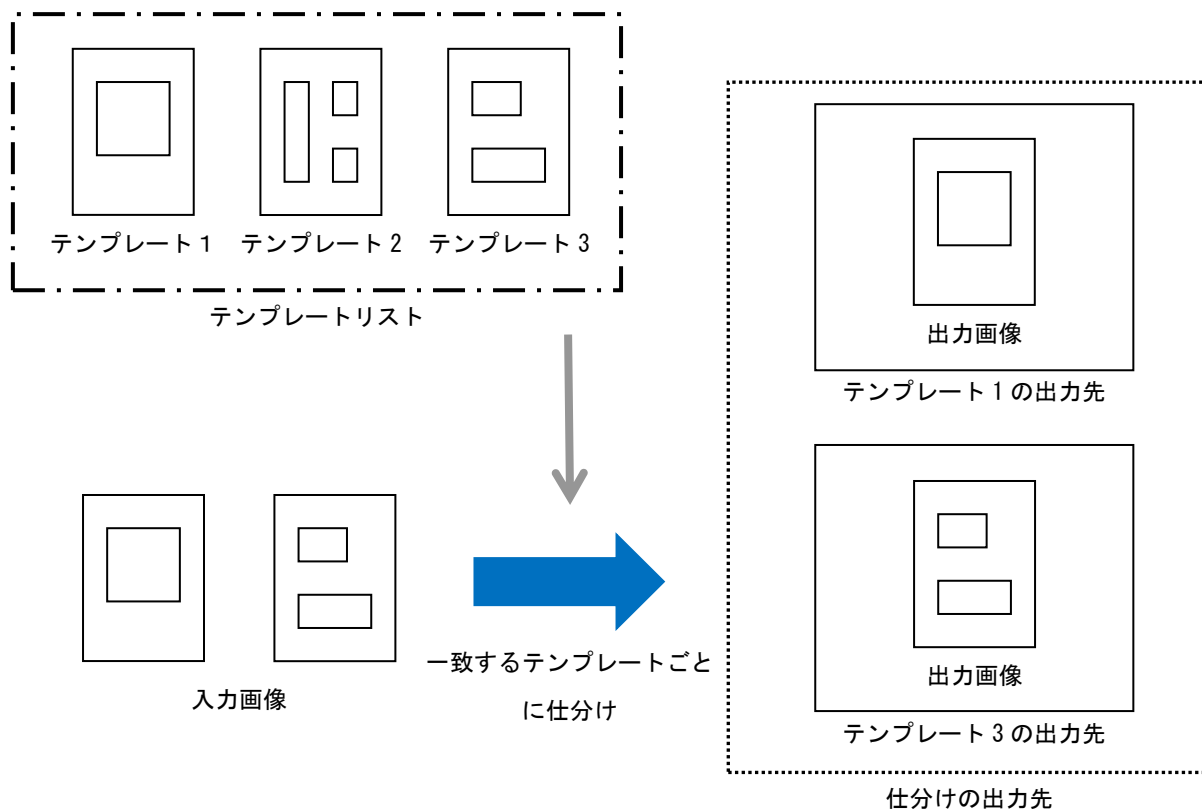 テンプレート1 テンプレート2 テンプレート3
テンプレートリスト
出力画像
テンプレート1の出力先
入力画像
一致するテンプレートごと
に仕分け
出力画像
テンプレート3の出力先
仕分けの出力先